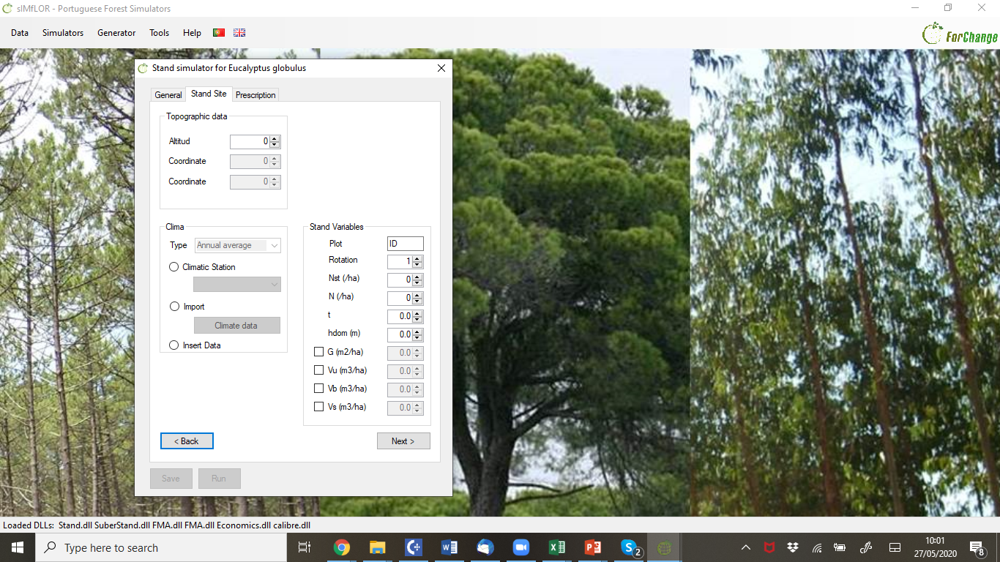 sIMfLOR - Portuguese Forest Simulators
Data Simulators Generator Tools Help
ForChange
Stand simulator for Eucalyptus globulus
General Stand Site Prescription
Topographic data
Altitud 0
Coordinate 0
Coordinate 0
Clima
Type Annual average
Climatic Station
Import
Climate data
Insert Data
Stand Variables
Plot ID
Rotation 1
Nst (/ha) 0
N (/ha) 0
t 0.0
hdom (m) 0.0
G (m2/ha) 0.0
Vu (m3/ha) 0.0
Vb (m3/ha) 0.0
Vs (m3/ha) 0.0
< Back Next >
Save Run
Loaded DLLs: Stand.dll SuberStand.dll FMA.dll FMA.dll Economics.dll calibre.dll
Type here to search
2
10:01
27/05/2020
8